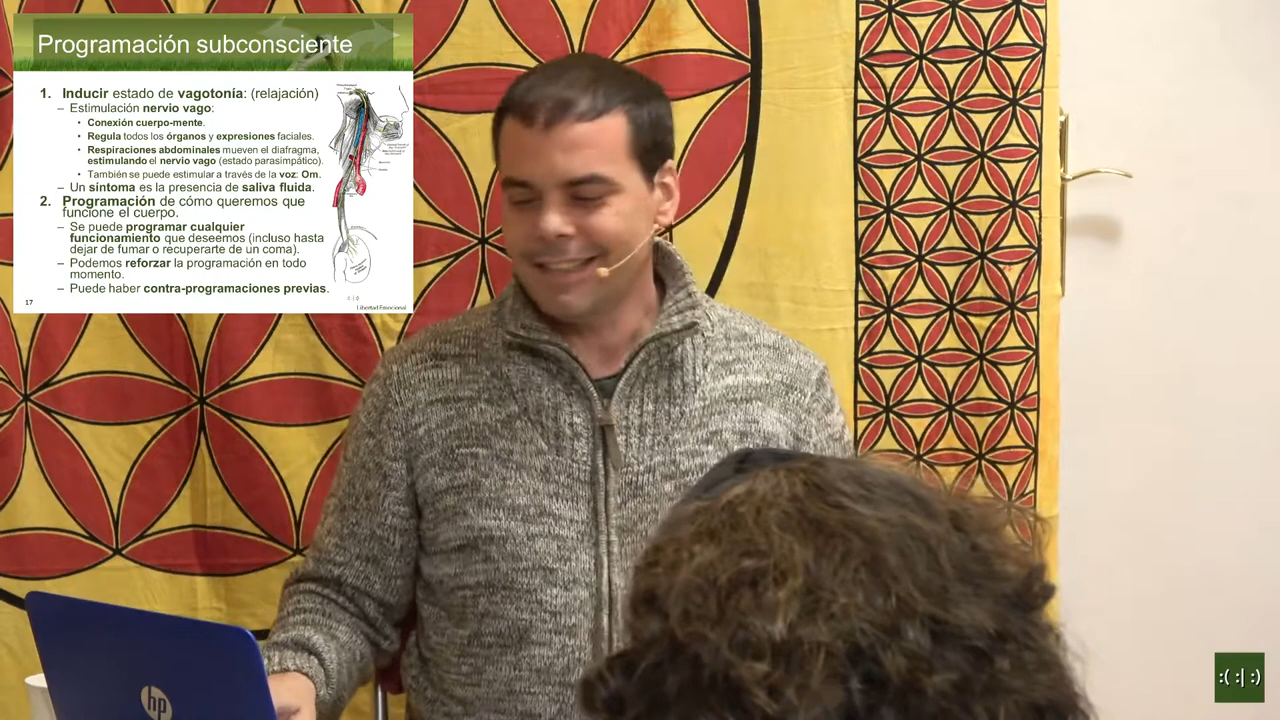 Programación subconsciente
1. Inducir estado de vagotonía: (relajación)
– Estimulación nervio vago:
• Conexión cuerpo-mente.
• Regula todos los órganos y expresiones faciales.
• Respiraciones abdominales mueven el diafragma,
estimulando el nervio vago (estado parasimpático).
• También se puede estimular a través de la voz: Om.
– Un síntoma es la presencia de saliva fluida.
2. Programación de cómo queremos que
funcione el cuerpo.
– Se puede programar cualquier
funcionamiento que deseemos (incluso hasta
dejar de fumar o recuperarte de un coma).
– Podemos reforzar la programación en todo
momento.
– Puede haber contra-programaciones previas.
17
Libertad Emocional
hp
:( :| :)